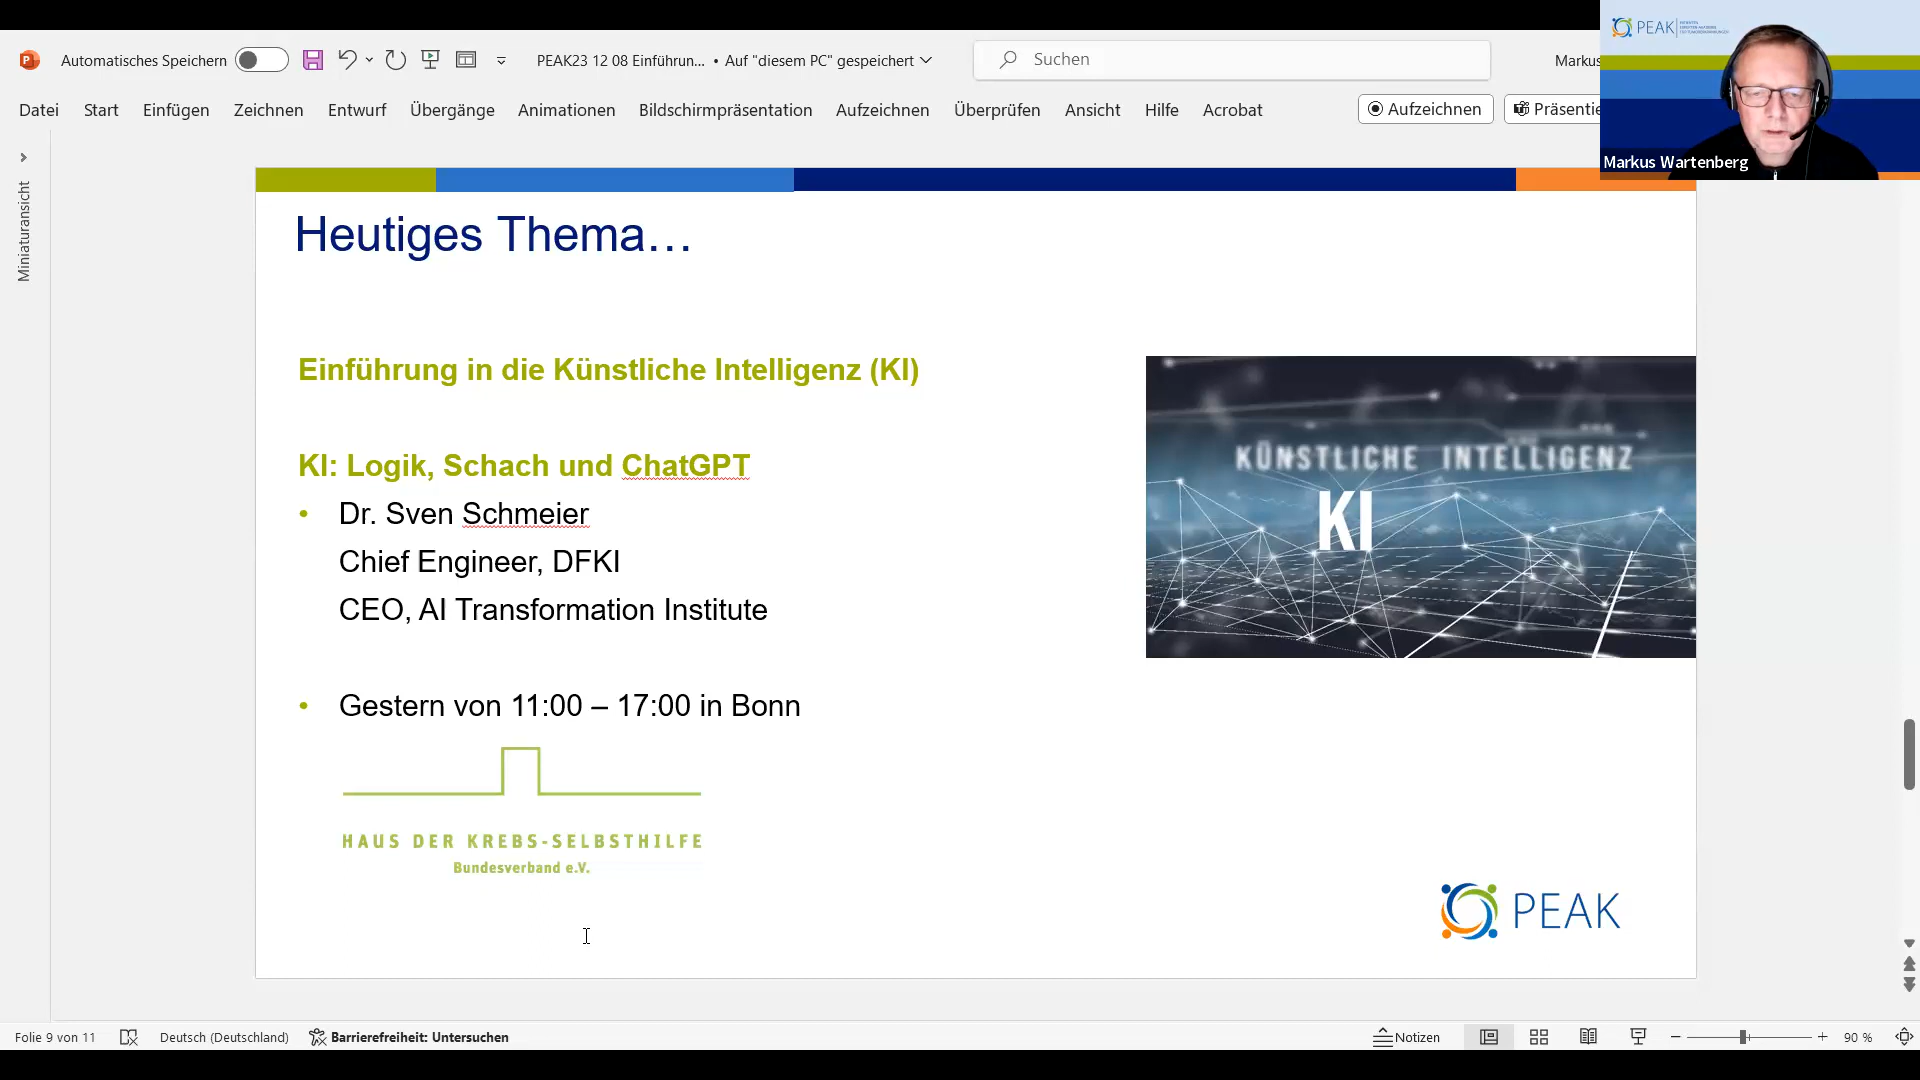 Automatisches Speichern
PEAK23 12 08 Einführun... • Auf "diesem PC" gespeichert
Suchen
Markus
PEAK
Datei Start Einfügen Zeichnen Entwurf Übergänge Animationen Bildschirmpräsentation Aufzeichnen Überprüfen Ansicht Hilfe Acrobat
Aufzeichnen
Präsentie
Markus Wartenberg
Miniaturansicht
Heutiges Thema…
Einführung in die Künstliche Intelligenz (KI)
KI: Logik, Schach und ChatGPT
• Dr. Sven Schmeier
Chief Engineer, DFKI
CEO, AI Transformation Institute
KÜNSTLICHE INTELLIGENZ
KI
• Gestern von 11:00 – 17:00 in Bonn
HAUS DER KREBS-SELBSTHILFE
Bundesverband e.V.
PEAK
Folie 9 von 11
Deutsch (Deutschland)
Barrierefreiheit: Untersuchen
Notizen
90 %